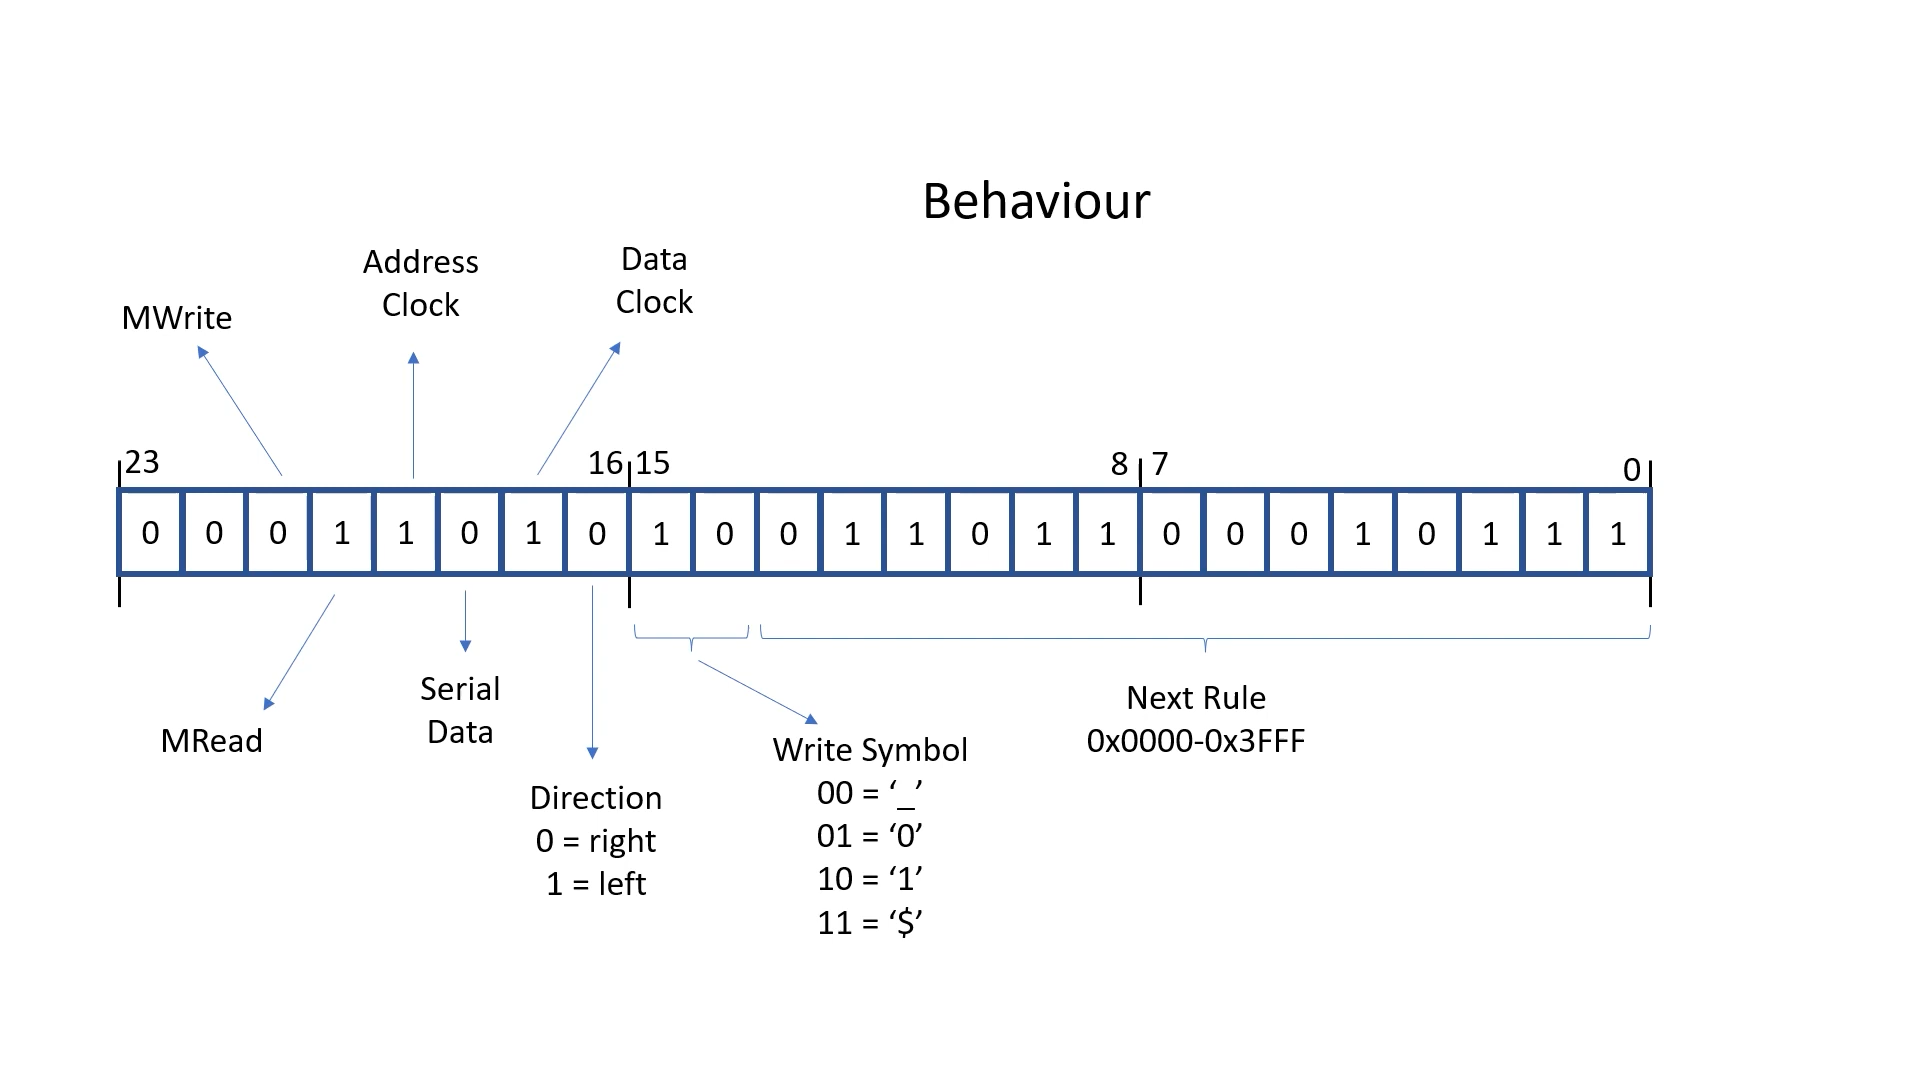 Behaviour
Address
Clock
Data
Clock
MWrite
23
16
15
8
7
0
0 0 0 1 1 0 1 0 1 0 0 1 1 0 1 1 0 0 0 1 0 1 1 1
MRead
Serial
Data
Direction
0 = right
1 = left
Write Symbol
00 = ‘_’
01 = ‘0’
10 = ‘1’
11 = ‘$’
Next Rule
0x0000-0x3FFF